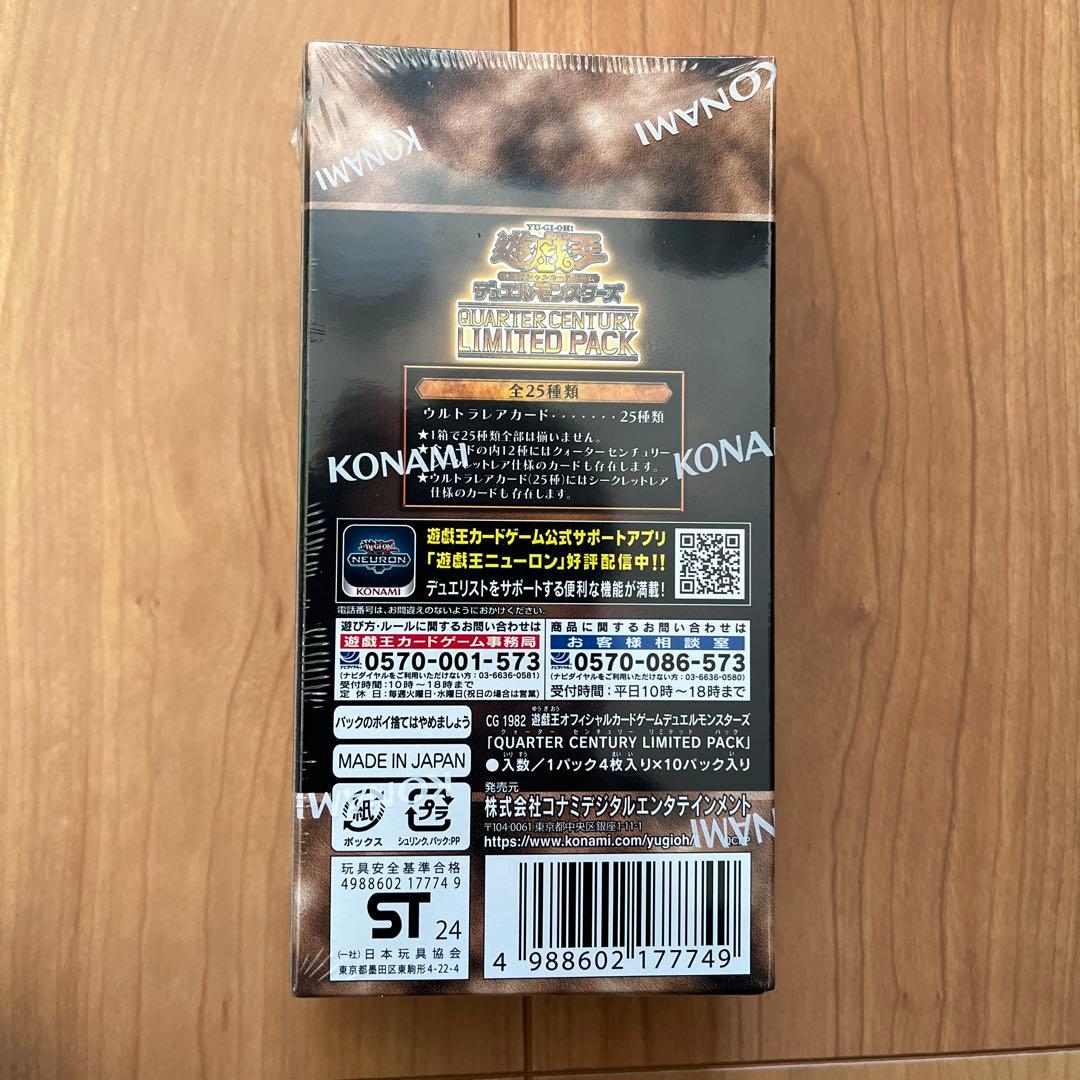 KONAMI
KONAMI
YU-GI-OH!
遊戯王
デュエルモンスターズ
QUARTER CENTURY
LIMITED PACK
全25種類
ウルトラレアカード・・・・・・・25種類
★1箱で25種類全部は揃いません。
ドの内12種にはクォーターセンチュリー
レットレア仕様のカードも存在します。
★ウルトラレアカード(25種)にはシークレットレア
仕様のカードも存在します。
KONAMI
KONA
Yu-Gi-Oh!
NEURON
KONAMI
遊戯王カードゲーム公式サポートアプリ
「遊戯王ニューロン」好評配信中!!
デュエリストをサポートする便利な機能が満載!
電話番号は、お間違えのないようにおかけください。
遊び方・ルールに関するお問い合わせは
遊戯王カードゲーム事務局
0570-001-573
(ナビダイヤルをご利用いただけない方:03-6636-0581)
受付時間:10時～18時まで
定 休 日:毎週火曜日・水曜日(祝日の場合は営業)
商品に関するお問い合わせは
お客様相談室
0570-086-573
(ナビダイヤルをご利用いただけない方:03-6636-0580)
受付時間:平日10時～18時まで
パックのポイ捨てはやめましょう
MADE IN JAPAN
紙
ボックス
プラ
シュリンク、パック:PP
CG 1982 遊戯王オフィシャルカードゲームデュエルモンスターズ
「QUARTER CENTURY LIMITED PACK」
●入数/1パック4枚入り×10パック入り
発売元
株式会社コナミデジタルエンタテインメント
〒104-0061 東京都中央区銀座1-11-1
https://www.konami.com/yugioh/
KONAMI
NAMI
玩具安全基準合格
4988602 17774 9
ST 24
(一社)日本玩具協会
東京都墨田区東駒形4-22-4
4 988602 177749